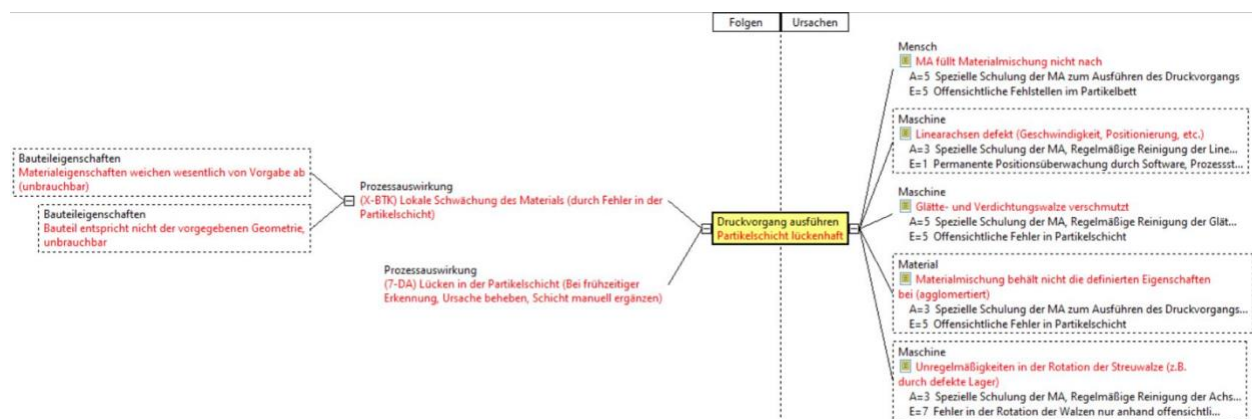 Folgen Ursachen
Bauteileigenschaften
Materialeigenschaften weichen wesentlich von Vorgabe ab
(unbrauchbar)
Bauteileigenschaften
Bauteil entspricht nicht der vorgegebenen Geometrie,
unbrauchbar
Prozessauswirkung
(X-BTK) Lokale Schwächung des Materials (durch Fehler in der
Partikelschicht)
Prozessauswirkung
(7-DA) Lücken in der Partikelschicht (Bei frühzeitiger
Erkennung, Ursache beheben, Schicht manuell ergänzen)
Druckvorgang ausführen
Partikelschicht lückenhaft
Mensch
MA füllt Materialmischung nicht nach
A=5 Spezielle Schulung der MA zum Ausführen des Druckvorgangs
E=5 Offensichtliche Fehlstellen im Partikelbett
Maschine
Linearachsen defekt (Geschwindigkeit, Positionierung, etc.)
A=3 Spezielle Schulung der MA, Regelmäßige Reinigung der Line...
E=1 Permanente Positionsüberwachung durch Software, Prozessst...
Maschine
Glätte- und Verdichtungswalze verschmutzt
A=5 Spezielle Schulung der MA, Regelmäßige Reinigung der Glät...
E=5 Offensichtliche Fehler in Partikelschicht
Material
Materialmischung behält nicht die definierten Eigenschaften
bei (agglomertiert)
A=3 Spezielle Schulung der MA zum Ausführen des Druckvorgangs...
E=5 Offensichtliche Fehler in Partikelschicht
Maschine
Unregelmäßigkeiten in der Rotation der Streuwalze (z.B.
durch defekte Lager)
A=3 Spezielle Schulung der MA, Regelmäßige Reinigung der Achs...
E=7 Fehler in der Rotation der Walzen nur anhand offensichtli...